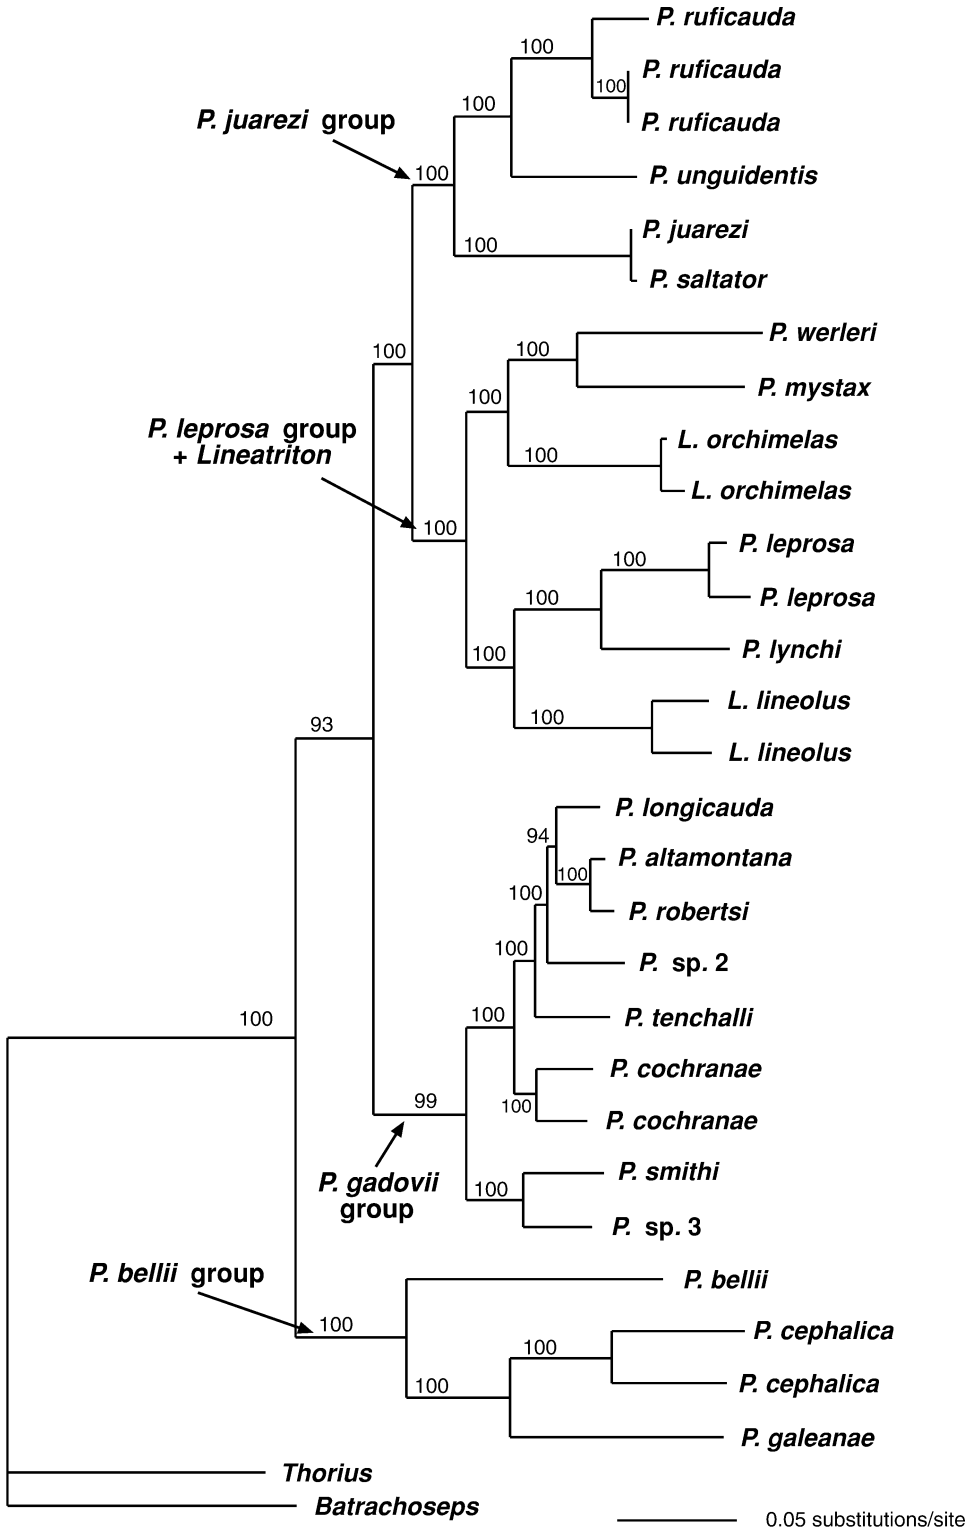 P. ruficauda
100
P. ruficauda
100
100
P. juarezi group
P. ruficauda
100
P. unguidentis
P. juarezi
100
P. saltator
P. werleri
100
100
P. mystax
100
P. leprosa group
+ Lineatriton
L. orchimelas
100
L. orchimelas
100
P. leprosa
100
P. leprosa
100
P. lynchi
100
L. lineolus
100
93
L. lineolus
P. longicauda
94
P. altamontana
100
100
P. robertsi
100
P. sp. 2
100
P. tenchalli
100
P. cochranae
99
100
P. cochranae
P. smithi
P. gadovii
group
100
P. sp. 3
P. bellii group
P. bellii
100
P. cephalica
100
P. cephalica
100
P. galeanae
Thorius
Batrachoseps
0.05 substitutions/site